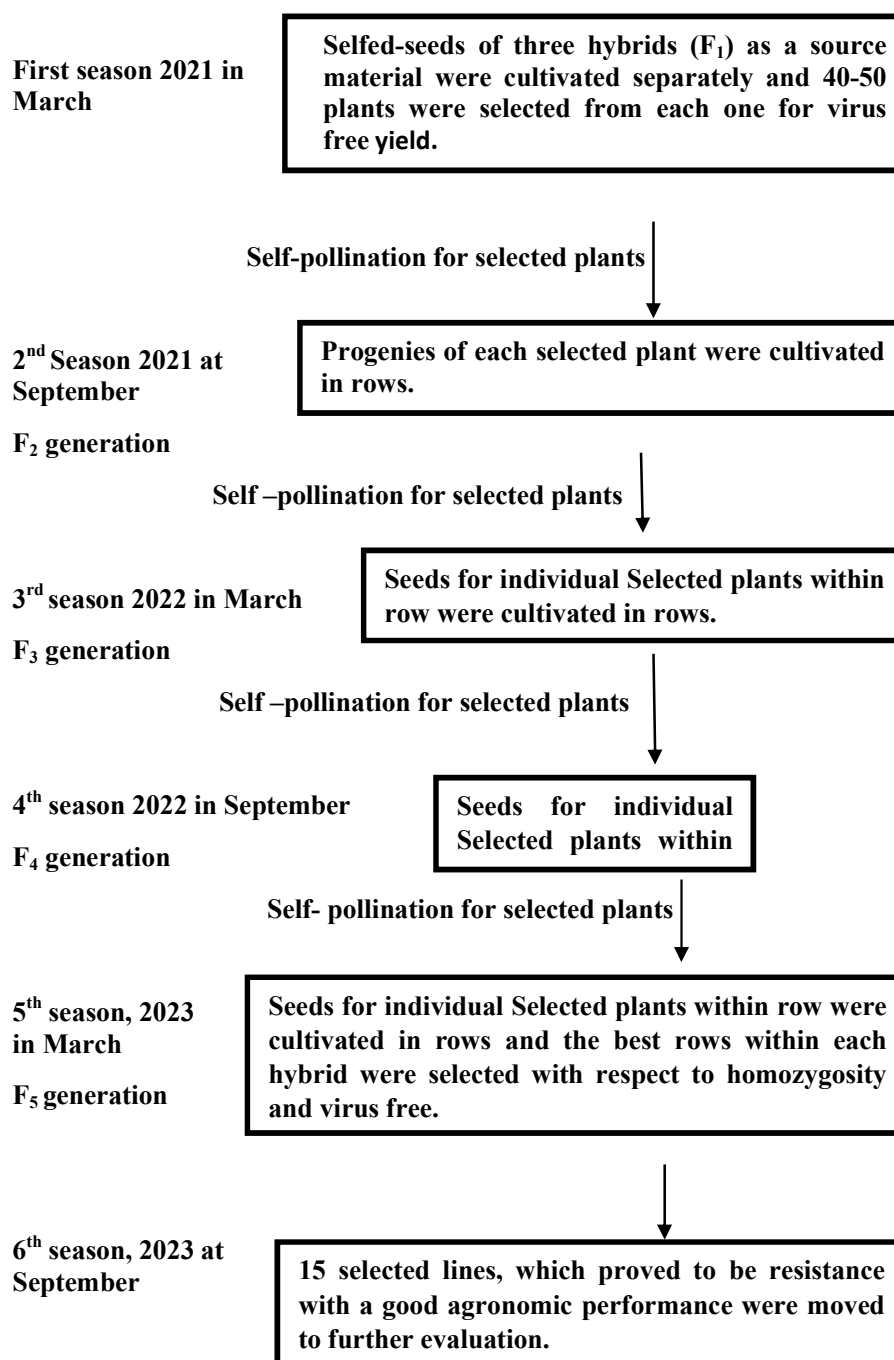 First season 2021 in
March
Selfed-seeds of three hybrids (F₁) as a source
material were cultivated separately and 40-50
plants were selected from each one for virus
free yield.
Self-pollination for selected plants
2nd Season 2021 at
September
F₂ generation
Progenies of each selected plant were cultivated
in rows.
Self –pollination for selected plants
3rd season 2022 in March
F₃ generation
Seeds for individual Selected plants within
row were cultivated in rows.
Self –pollination for selected plants
4th season 2022 in September
F₄ generation
Seeds for individual
Selected plants within
Self- pollination for selected plants
5th season, 2023
in March
F₅ generation
Seeds for individual Selected plants within row were
cultivated in rows and the best rows within each
hybrid were selected with respect to homozygosity
and virus free.
6th season, 2023 at
September
15 selected lines, which proved to be resistance
with a good agronomic performance were moved
to further evaluation.